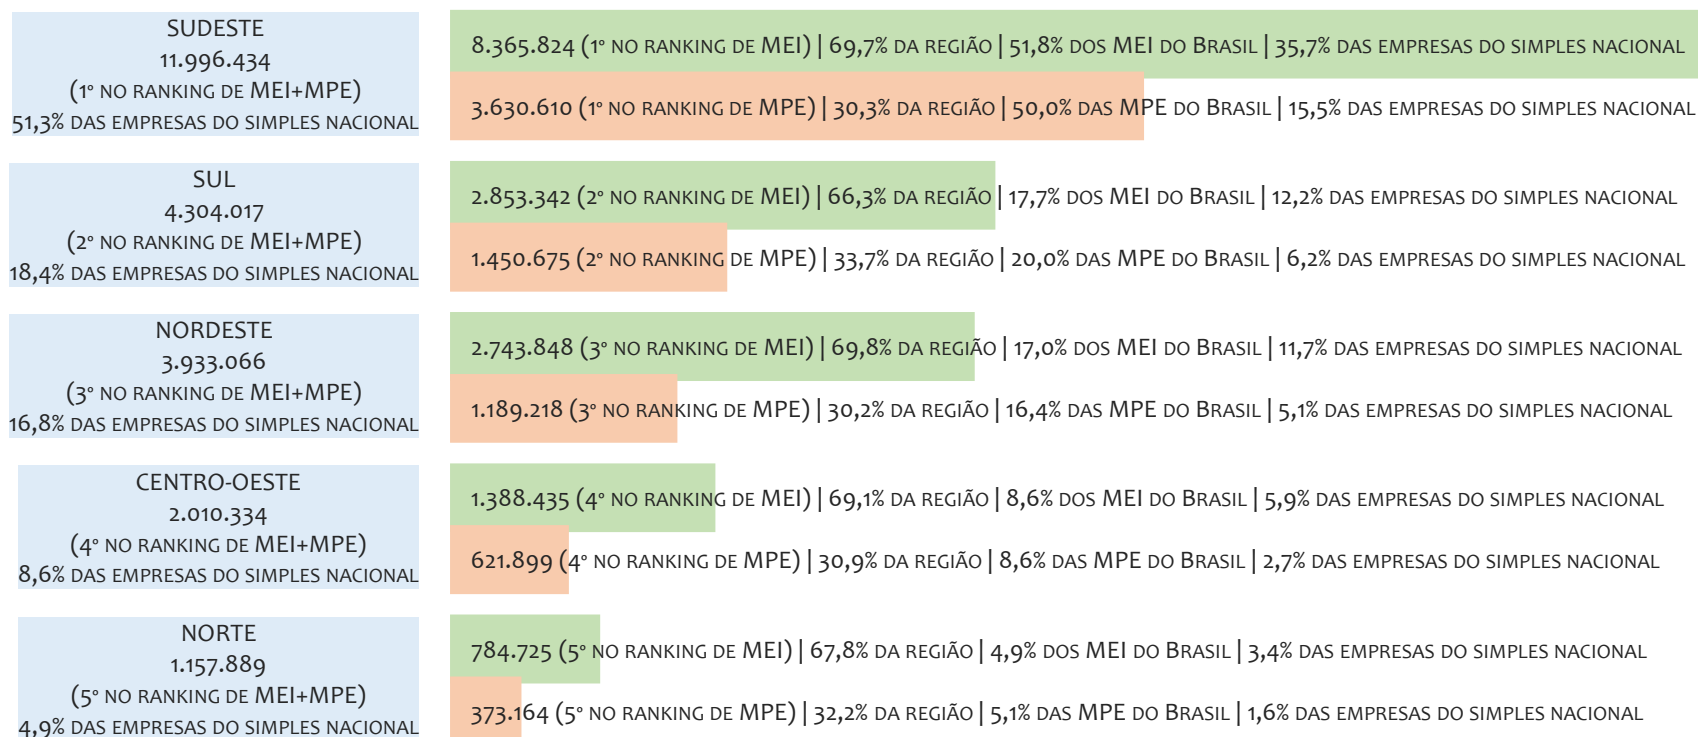 SUDESTE
11.996.434
(1° NO RANKING DE MEI+MPE)
51,3% DAS EMPRESAS DO SIMPLES NACIONAL
8.365.824 (1° NO RANKING DE MEI) | 69,7% DA REGIÃO | 51,8% DOS MEI DO BRASIL | 35,7% DAS EMPRESAS DO SIMPLES NACIONAL
3.630.610 (1° NO RANKING DE MPE) | 30,3% DA REGIÃO | 50,0% DAS MPE DO BRASIL | 15,5% DAS EMPRESAS DO SIMPLES NACIONAL
SUL
4.304.017
(2° NO RANKING DE MEI+MPE)
18,4% DAS EMPRESAS DO SIMPLES NACIONAL
2.853.342 (2° NO RANKING DE MEI) | 66,3% DA REGIÃO | 17,7% DOS MEI DO BRASIL | 12,2% DAS EMPRESAS DO SIMPLES NACIONAL
1.450.675 (2° NO RANKING DE MPE) | 33,7% DA REGIÃO | 20,0% DAS MPE DO BRASIL | 6,2% DAS EMPRESAS DO SIMPLES NACIONAL
NORDESTE
3.933.066
(3° NO RANKING DE MEI+MPE)
16,8% DAS EMPRESAS DO SIMPLES NACIONAL
2.743.848 (3° NO RANKING DE MEI) | 69,8% DA REGIÃO | 17,0% DOS MEI DO BRASIL | 11,7% DAS EMPRESAS DO SIMPLES NACIONAL
1.189.218 (3° NO RANKING DE MPE) | 30,2% DA REGIÃO | 16,4% DAS MPE DO BRASIL | 5,1% DAS EMPRESAS DO SIMPLES NACIONAL
CENTRO-OESTE
2.010.334
(4° NO RANKING DE MEI+MPE)
8,6% DAS EMPRESAS DO SIMPLES NACIONAL
1.388.435 (4° NO RANKING DE MEI) | 69,1% DA REGIÃO | 8,6% DOS MEI DO BRASIL | 5,9% DAS EMPRESAS DO SIMPLES NACIONAL
621.899 (4° NO RANKING DE MPE) | 30,9% DA REGIÃO | 8,6% DAS MPE DO BRASIL | 2,7% DAS EMPRESAS DO SIMPLES NACIONAL
NORTE
1.157.889
(5° NO RANKING DE MEI+MPE)
4,9% DAS EMPRESAS DO SIMPLES NACIONAL
784.725 (5° NO RANKING DE MEI) | 67,8% DA REGIÃO | 4,9% DOS MEI DO BRASIL | 3,4% DAS EMPRESAS DO SIMPLES NACIONAL
373.164 (5° NO RANKING DE MPE) | 32,2% DA REGIÃO | 5,1% DAS MPE DO BRASIL | 1,6% DAS EMPRESAS DO SIMPLES NACIONAL